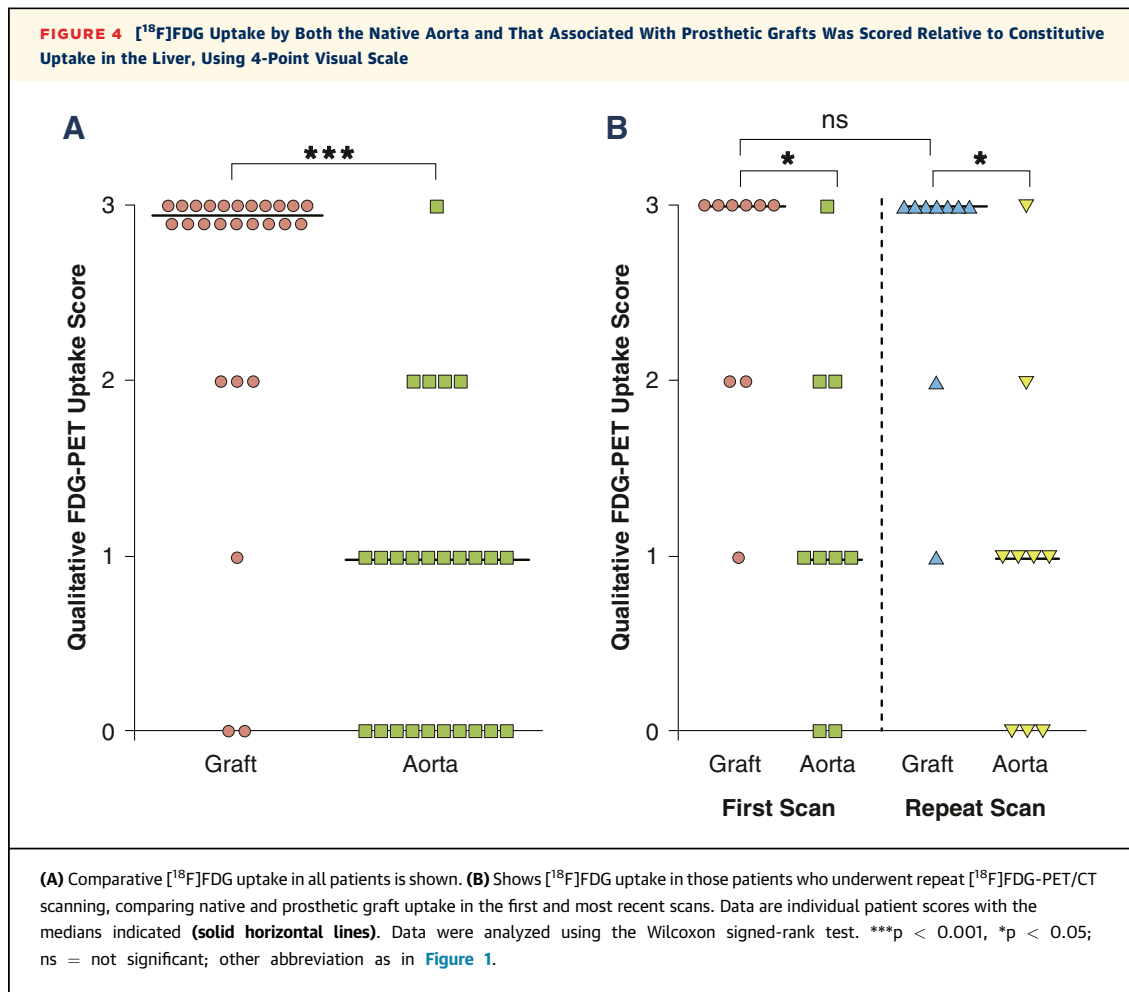 FIGURE 4 [¹⁸F]FDG Uptake by Both the Native Aorta and That Associated With Prosthetic Grafts Was Scored Relative to Constitutive
Uptake in the Liver, Using 4-Point Visual Scale
A
***
Qualitative FDG-PET Uptake Score
3
2
1
0
Graft
Aorta
B
ns
*
*
Qualitative FDG-PET Uptake Score
3
2
1
0
Graft
Aorta
Graft
Aorta
First Scan
Repeat Scan
(A) Comparative [¹⁸F]FDG uptake in all patients is shown. (B) Shows [¹⁸F]FDG uptake in those patients who underwent repeat [¹⁸F]FDG-PET/CT
scanning, comparing native and prosthetic graft uptake in the first and most recent scans. Data are individual patient scores with the
medians indicated (solid horizontal lines). Data were analyzed using the Wilcoxon signed-rank test. ***p < 0.001, *p < 0.05;
ns = not significant; other abbreviation as in Figure 1.